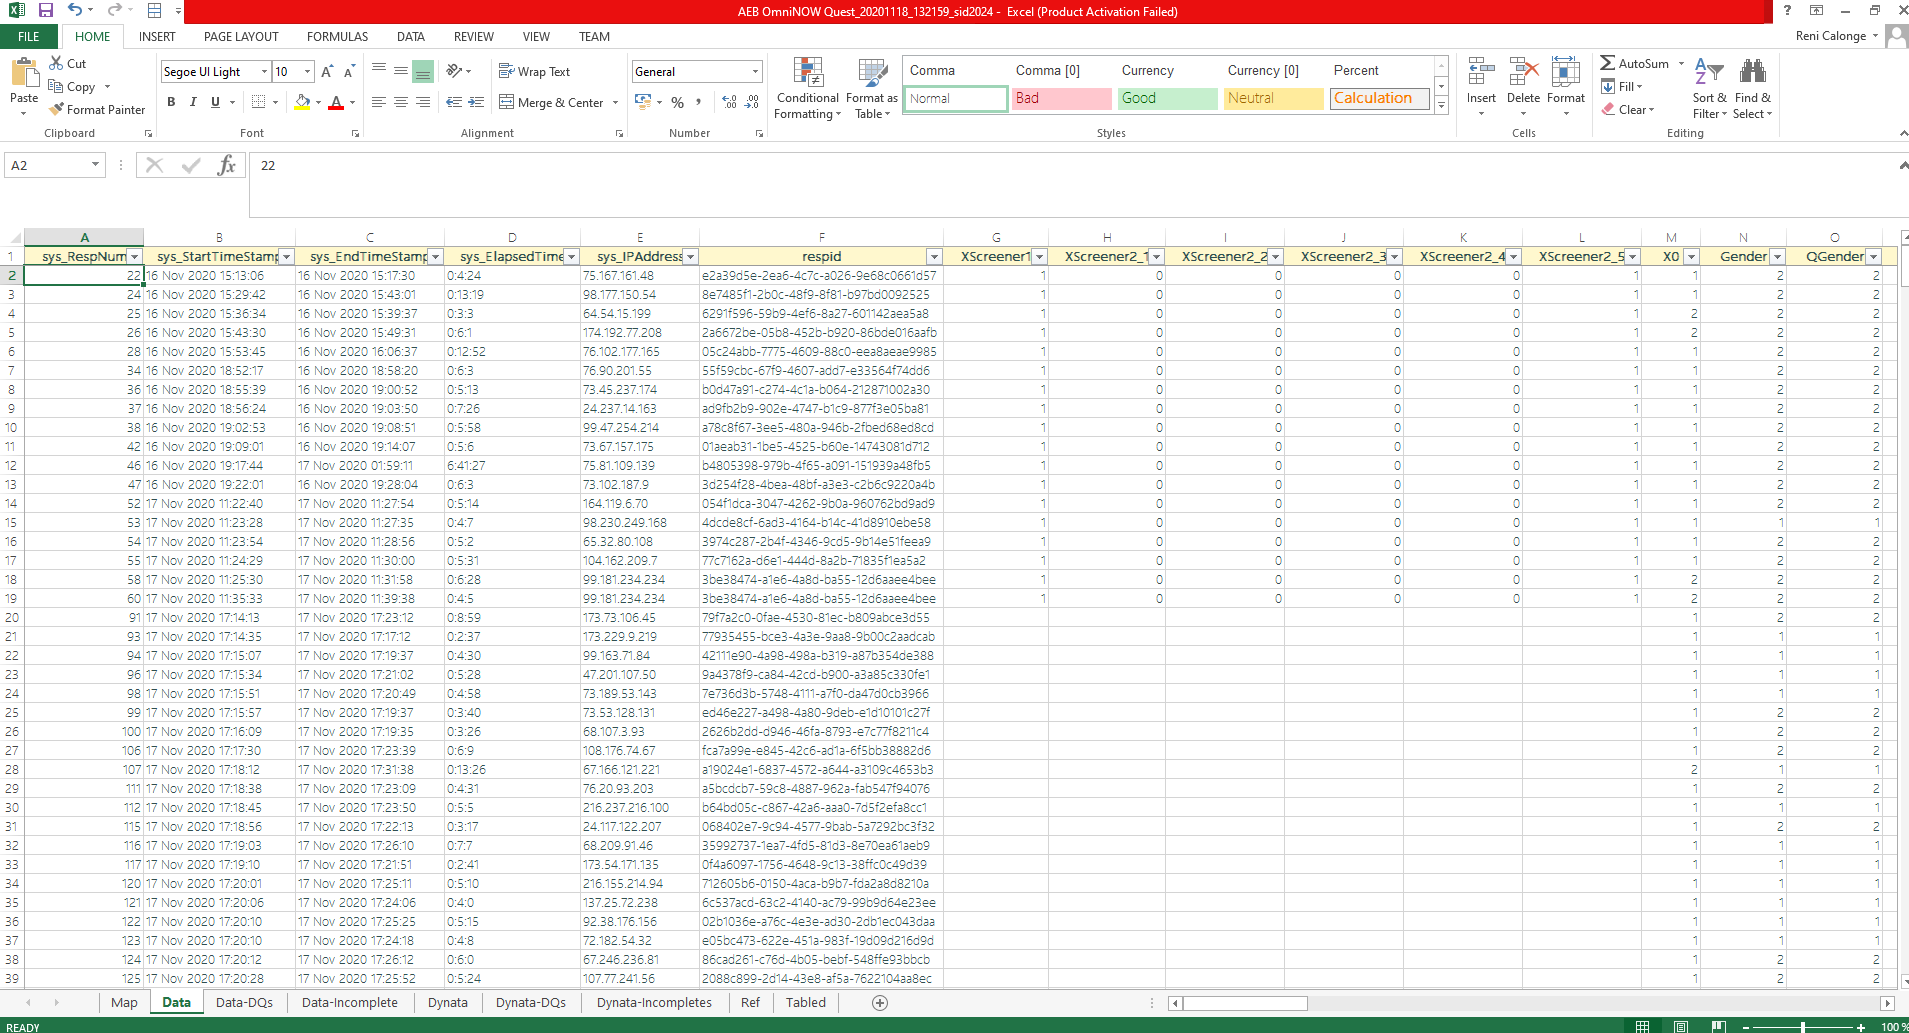 AEB OmniNOW Quest_20201118_132159_sid2024 - Excel (Product Activation Failed)
FILE HOME INSERT PAGE LAYOUT FORMULAS DATA REVIEW VIEW TEAM Reni Calonge
Cut
Copy
Format Painter
Paste
Clipboard
Segoe UI Light 10
B I U
Font
Wrap Text
Merge & Center
Alignment
General
Number
Conditional Formatting
Format as Table
Comma Comma [0] Currency Currency [0] Percent
Normal Bad Good Neutral Calculation
Styles
Insert Delete Format
Cells
AutoSum
Fill
Clear
Sort & Filter
Find & Select
Editing
A2 fx 22
A B C D E F G H I J K L M N O
1 sys_RespNum sys_StartTimeStamp sys_EndTimeStamp sys_ElapsedTime sys_IPAddress respid XScreener1 XScreener2_1 XScreener2_2 XScreener2_3 XScreener2_4 XScreener2_5 X0 Gender QGender
2 22 16 Nov 2020 15:13:06 16 Nov 2020 15:17:30 0:4:24 75.167.161.48 e2a39d5e-2ea6-4c7c-a026-9e68c0661d57 1 0 0 0 0 1 1 2 2
3 24 16 Nov 2020 15:29:42 16 Nov 2020 15:43:01 0:13:19 98.177.150.54 8e7485f1-2b0c-48f9-8f81-b97bd0092525 1 0 0 0 0 1 1 2 2
4 25 16 Nov 2020 15:36:34 16 Nov 2020 15:39:37 0:3:3 64.54.15.199 6291f596-59b9-4ef6-8a27-601142aea5a8 1 0 0 0 0 1 2 2 2
5 26 16 Nov 2020 15:43:30 16 Nov 2020 15:49:31 0:6:1 174.192.77.208 2a6672be-05b8-452b-b920-86bde016aafb 1 0 0 0 0 1 2 2 2
6 28 16 Nov 2020 15:53:45 16 Nov 2020 16:06:37 0:12:52 76.102.177.165 05c24abb-7775-4609-88c0-eea8aeae9985 1 0 0 0 0 1 1 2 2
7 34 16 Nov 2020 18:52:17 16 Nov 2020 18:58:20 0:6:3 76.90.201.55 55f59cbc-67f9-4607-add7-e33564f74dd6 1 0 0 0 0 1 1 2 2
8 36 16 Nov 2020 18:55:39 16 Nov 2020 19:00:52 0:5:13 73.45.237.174 b0d47a91-c274-4c1a-b064-212871002a30 1 0 0 0 0 1 1 2 2
9 37 16 Nov 2020 18:56:24 16 Nov 2020 19:03:50 0:7:26 24.237.14.163 ad9fb2b9-902e-4747-b1c9-877f3e05ba81 1 0 0 0 0 1 1 2 2
10 38 16 Nov 2020 19:02:53 16 Nov 2020 19:08:51 0:5:58 99.47.254.214 a78c8f67-3ee5-480a-946b-2fbed68ed8cd 1 0 0 0 0 1 1 2 2
11 42 16 Nov 2020 19:09:01 16 Nov 2020 19:14:07 0:5:6 73.67.157.175 01aeab31-1be5-4525-b60e-14743081d712 1 0 0 0 0 1 1 2 2
12 46 16 Nov 2020 19:17:44 17 Nov 2020 01:59:11 6:41:27 75.81.109.139 b4805398-979b-4f65-a091-151939a48fb5 1 0 0 0 0 1 1 2 2
13 47 16 Nov 2020 19:22:01 16 Nov 2020 19:28:04 0:6:3 73.102.187.9 3d254f28-4bea-48bf-a3e3-c2b6c9220a4b 1 0 0 0 0 1 1 2 2
14 52 17 Nov 2020 11:22:40 17 Nov 2020 11:27:54 0:5:14 164.119.6.70 054f1dca-3047-4262-9b0a-960762bd9ad9 1 0 0 0 0 1 1 2 2
15 53 17 Nov 2020 11:23:28 17 Nov 2020 11:27:35 0:4:7 98.230.249.168 4dcde8cf-6ad3-4164-b14c-41d8910ebe58 1 0 0 0 0 1 1 1 1
16 54 17 Nov 2020 11:23:54 17 Nov 2020 11:28:56 0:5:2 65.32.80.108 3974c287-2b4f-4346-9cd5-9b14e51feea9 1 0 0 0 0 1 1 2 2
17 55 17 Nov 2020 11:24:29 17 Nov 2020 11:30:00 0:5:31 104.162.209.7 77c7162a-d6e1-444d-8a2b-71835f1ea5a2 1 0 0 0 0 1 1 2 2
18 58 17 Nov 2020 11:25:30 17 Nov 2020 11:31:58 0:6:28 99.181.234.234 3be38474-a1e6-4a8d-ba55-12d6aaee4bee 1 0 0 0 0 1 2 2 2
19 60 17 Nov 2020 11:35:33 17 Nov 2020 11:39:38 0:4:5 99.181.234.234 3be38474-a1e6-4a8d-ba55-12d6aaee4bee 1 0 0 0 0 1 2 2 2
20 91 17 Nov 2020 17:14:13 17 Nov 2020 17:23:12 0:8:59 173.73.106.45 79f7a2c0-0fae-4530-81ec-b809abce3d55 1 2 2
21 93 17 Nov 2020 17:14:35 17 Nov 2020 17:17:12 0:2:37 173.229.9.219 77935455-bce3-4a3e-9aa8-9b00c2aadcab 1 1 1
22 94 17 Nov 2020 17:15:07 17 Nov 2020 17:19:37 0:4:30 99.163.71.84 42111e90-4a98-498a-b319-a87b354de388 1 1 1
23 96 17 Nov 2020 17:15:34 17 Nov 2020 17:21:02 0:5:28 47.201.107.50 9a4378f9-ca84-42cd-b900-a3a85c330fe1 1 1 1
24 98 17 Nov 2020 17:15:51 17 Nov 2020 17:20:49 0:4:58 73.189.53.143 7e736d3b-5748-4111-a7f0-da47d0cb3966 1 1 1
25 99 17 Nov 2020 17:15:57 17 Nov 2020 17:19:37 0:3:40 73.53.128.131 ed46e227-a498-4a80-9deb-e1d10101c27f 1 2 2
26 100 17 Nov 2020 17:16:09 17 Nov 2020 17:19:35 0:3:26 68.107.3.93 2626b2dd-d946-46fa-8793-e7c77f8211c4 1 2 2
27 106 17 Nov 2020 17:17:30 17 Nov 2020 17:23:39 0:6:9 108.176.74.67 fca7a99e-e845-42c6-ad1a-6f5bb38882d6 1 2 2
28 107 17 Nov 2020 17:18:12 17 Nov 2020 17:31:38 0:13:26 67.166.121.221 a19024e1-6837-4572-a644-a3109c4653b3 2 1 1
29 111 17 Nov 2020 17:18:38 17 Nov 2020 17:23:09 0:4:31 76.20.93.203 a5bcdcb7-59c8-4887-962a-fab547f94076 1 2 2
30 112 17 Nov 2020 17:18:45 17 Nov 2020 17:23:50 0:5:5 216.237.216.100 b64bd05c-c867-42a6-aaa0-7d5f2efa8cc1 1 1 1
31 115 17 Nov 2020 17:18:56 17 Nov 2020 17:22:13 0:3:17 24.117.122.207 068402e7-9c94-4577-9bab-5a7292bc3f32 1 2 2
32 116 17 Nov 2020 17:19:03 17 Nov 2020 17:26:10 0:7:7 68.209.91.46 35992737-1ea7-4fd5-81d3-8e70ea61aeb9 1 1 1
33 117 17 Nov 2020 17:19:10 17 Nov 2020 17:21:51 0:2:41 173.54.171.135 0f4a6097-1756-4648-9c13-38ffc0c49d39 1 1 1
34 120 17 Nov 2020 17:20:01 17 Nov 2020 17:25:11 0:5:10 216.155.214.94 712605b6-0150-4aca-b9b7-fda2a8d8210a 1 1 1
35 121 17 Nov 2020 17:20:06 17 Nov 2020 17:24:06 0:4:0 137.25.72.238 6c537acd-63c2-4140-ac79-99b9d64e23ee 1 1 1
36 122 17 Nov 2020 17:20:10 17 Nov 2020 17:25:25 0:5:15 92.38.176.156 02b1036e-a76c-4e3e-ad30-2db1ec043daa 1 1 1
37 123 17 Nov 2020 17:20:10 17 Nov 2020 17:24:18 0:4:8 72.182.54.32 e05bc473-622e-451a-983f-19d09d216d9d 1 1 1
38 124 17 Nov 2020 17:20:12 17 Nov 2020 17:26:12 0:6:0 67.246.236.81 86cad261-c76d-4b05-bebf-548ffe93bbcb 1 2 2
39 125 17 Nov 2020 17:20:28 17 Nov 2020 17:25:52 0:5:24 107.77.241.56 2088c899-2d14-43e8-af5a-7622104aa8ec 1 2 2
Map Data Data-DQs Data-Incomplete Dynata Dynata-DQs Dynata-Incompletes Ref Tabled
READY 100%